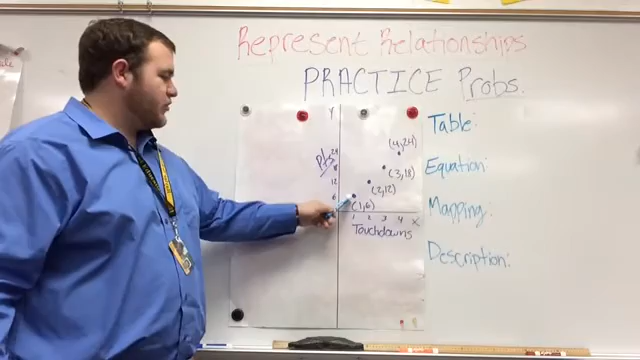 Represent Relationships
PRACTICE Probs.
Y
Table:
(4,24)
24
pts
18
(3,18)
Equation:
12
(2,12)
6
(1,6)
Mapping:
1 2 3 4 X
Touchdowns
Description: